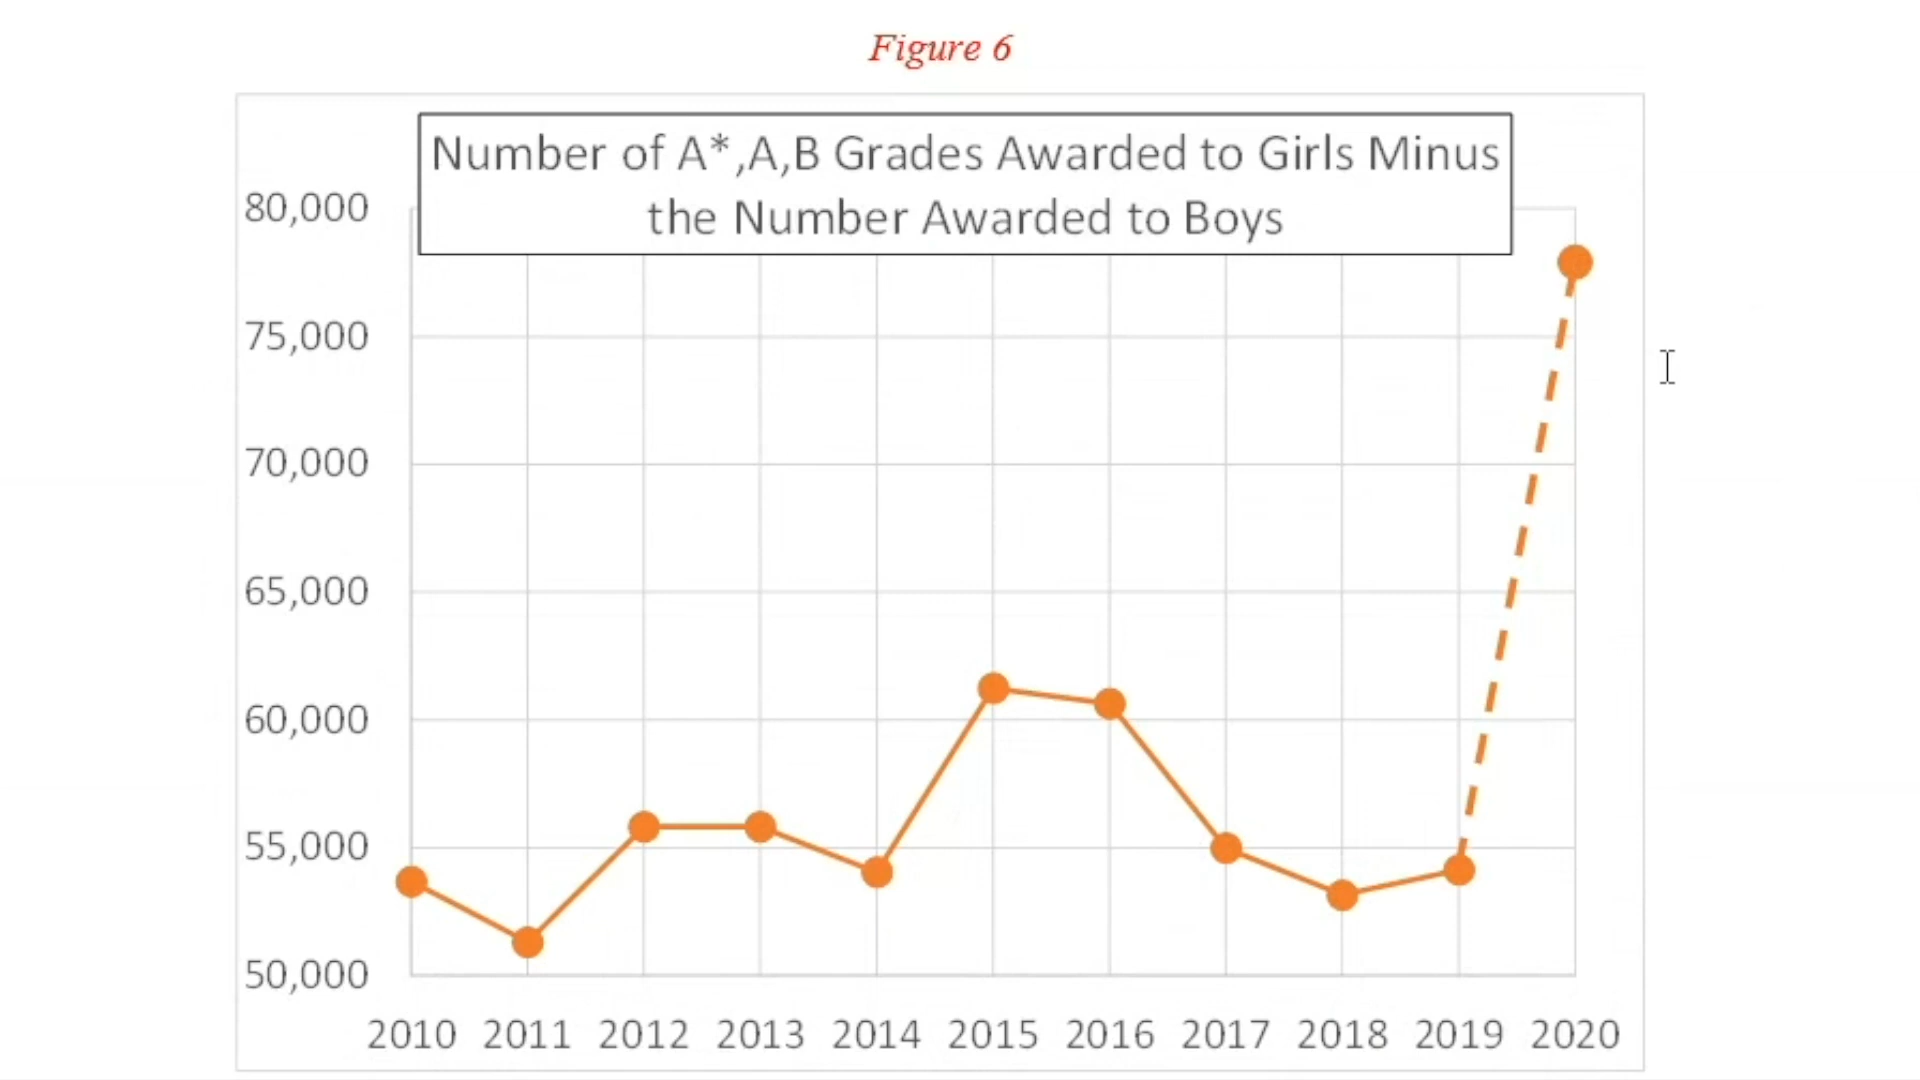 Figure 6
Number of A*,A,B Grades Awarded to Girls Minus
the Number Awarded to Boys
80,000
75,000
70,000
65,000
60,000
55,000
50,000
2010 2011 2012 2013 2014 2015 2016 2017 2018 2019 2020